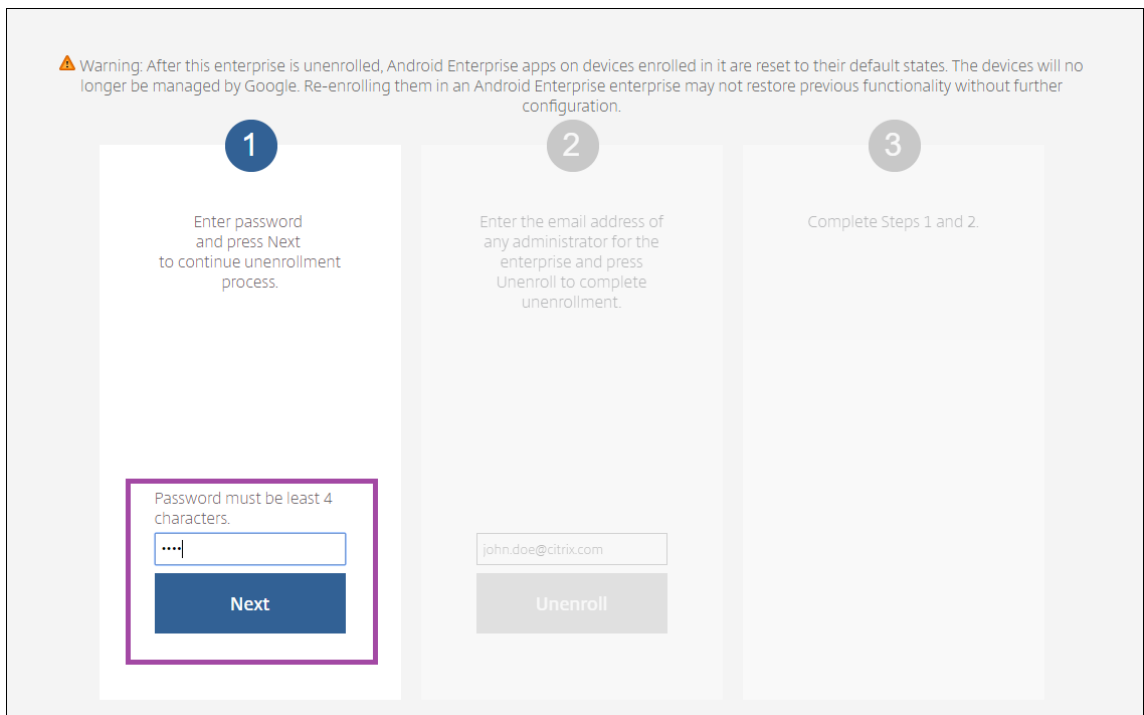 Warning: After this enterprise is unenrolled, Android Enterprise apps on devices enrolled in it are reset to their default states. The devices will no
longer be managed by Google. Re-enrolling them in an Android Enterprise enterprise may not restore previous functionality without further
configuration.
1
Enter password
and press Next
to continue unenrollment
process.
Password must be least 4
characters.
••••
Next
2
Enter the email address of
any administrator for the
enterprise and press
Unenroll to complete
unenrollment.
john.doe@citrix.com
Unenroll
3
Complete Steps 1 and 2.